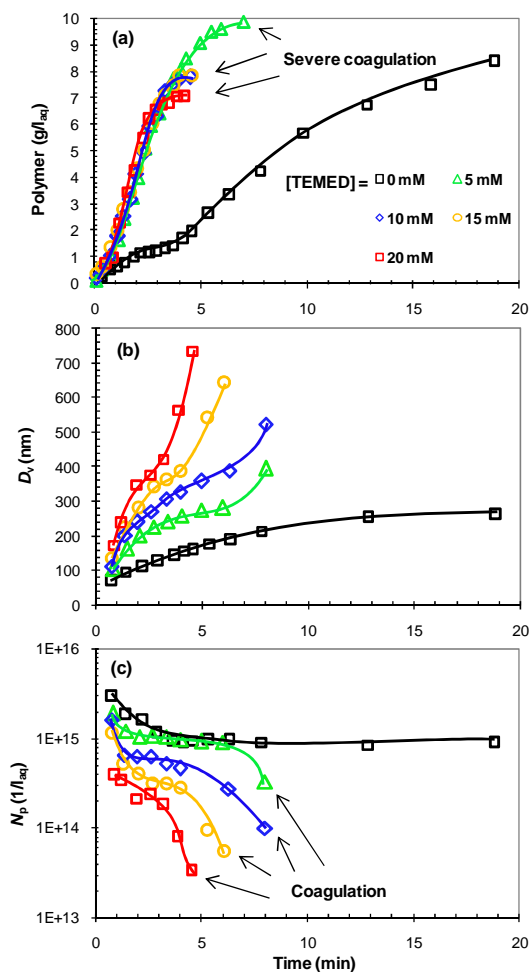 (a)
Severe coagulation
Polymer (g/l_aq)
[TEMED] = 0 mM 5 mM
10 mM 15 mM
20 mM
10
9
8
7
6
5
4
3
2
1
0
0 5 10 15 20
(b)
D_v (nm)
800
700
600
500
400
300
200
100
0
0 5 10 15 20
(c)
N_p (1/l_aq)
1E+16
1E+15
1E+14
1E+13
Coagulation
0 5 10 15 20
Time (min)